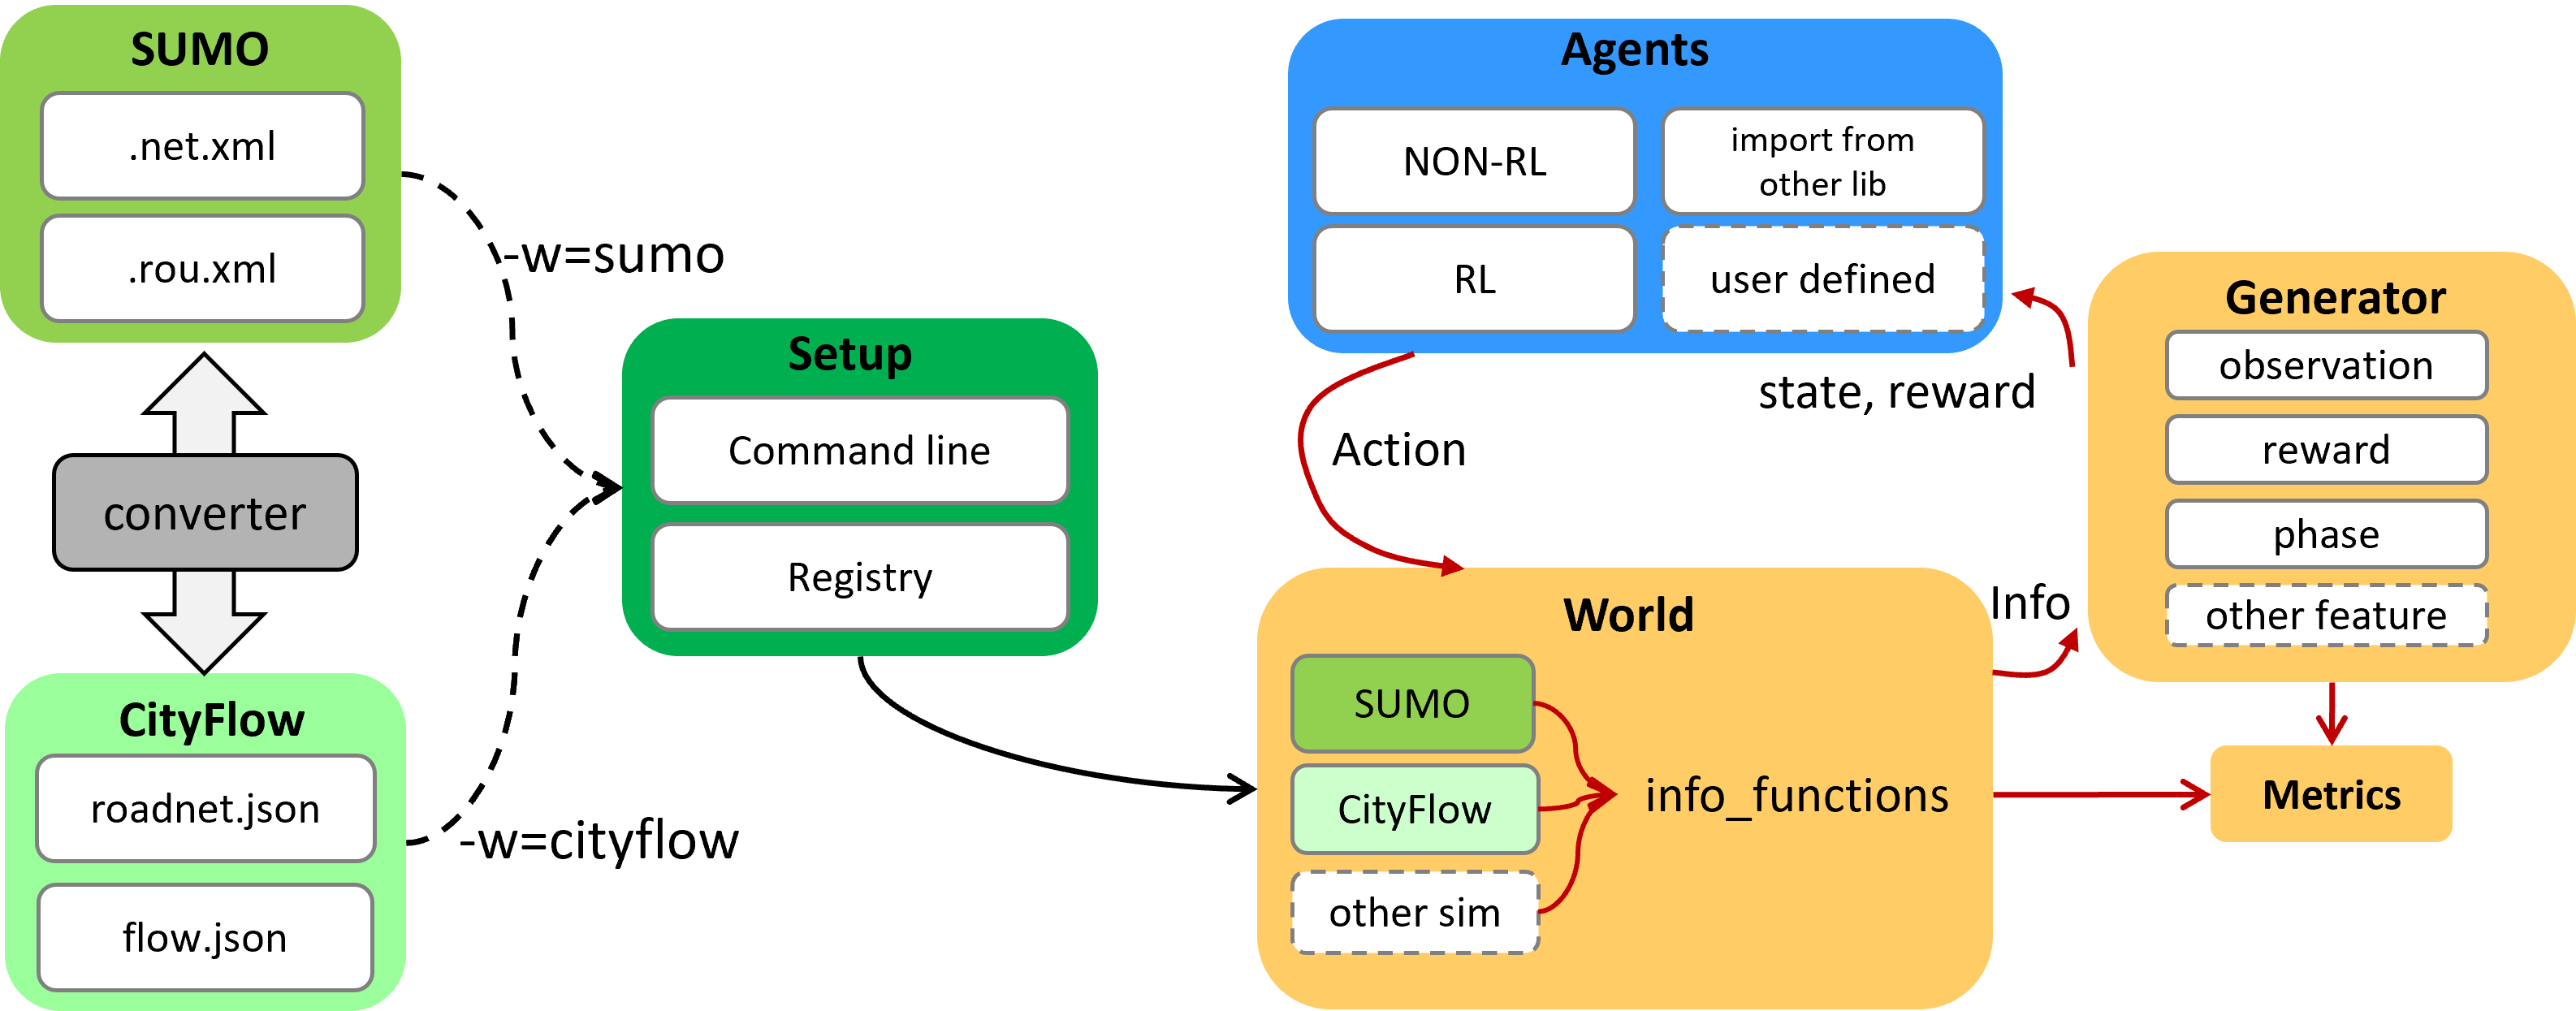 SUMO
.net.xml
.rou.xml
-w=sumo
converter
CityFlow
roadnet.json
flow.json
-w=cityflow
Setup
Command line
Registry
Agents
NON-RL
import from
other lib
RL
user defined
Action
state, reward
Generator
observation
reward
phase
other feature
Info
World
SUMO
CityFlow
other sim
info_functions
Metrics